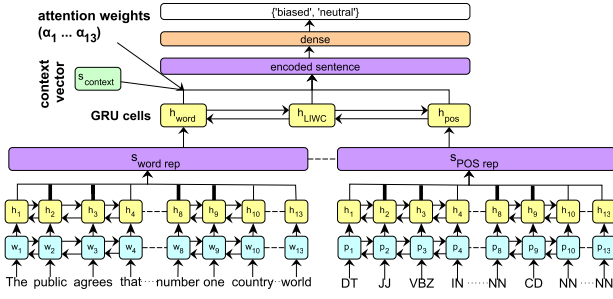 attention weights
(α1 ... α13)
{'biased', 'neutral'}
dense
encoded sentence
context
vector
scontext
GRU cells
hword hLIWC hpos
sword rep sPOS rep
h1 h2 h3 h4 h8 h9 h10 h13 h1 h2 h3 h4 h8 h9 h10 h13
w1 w2 w3 w4 w8 w9 w10 w13 p1 p2 p3 p4 p8 p9 p10 p13
The public agrees that ····· number one country ····· world DT JJ VBZ IN ······ NN CD NN ····· NN